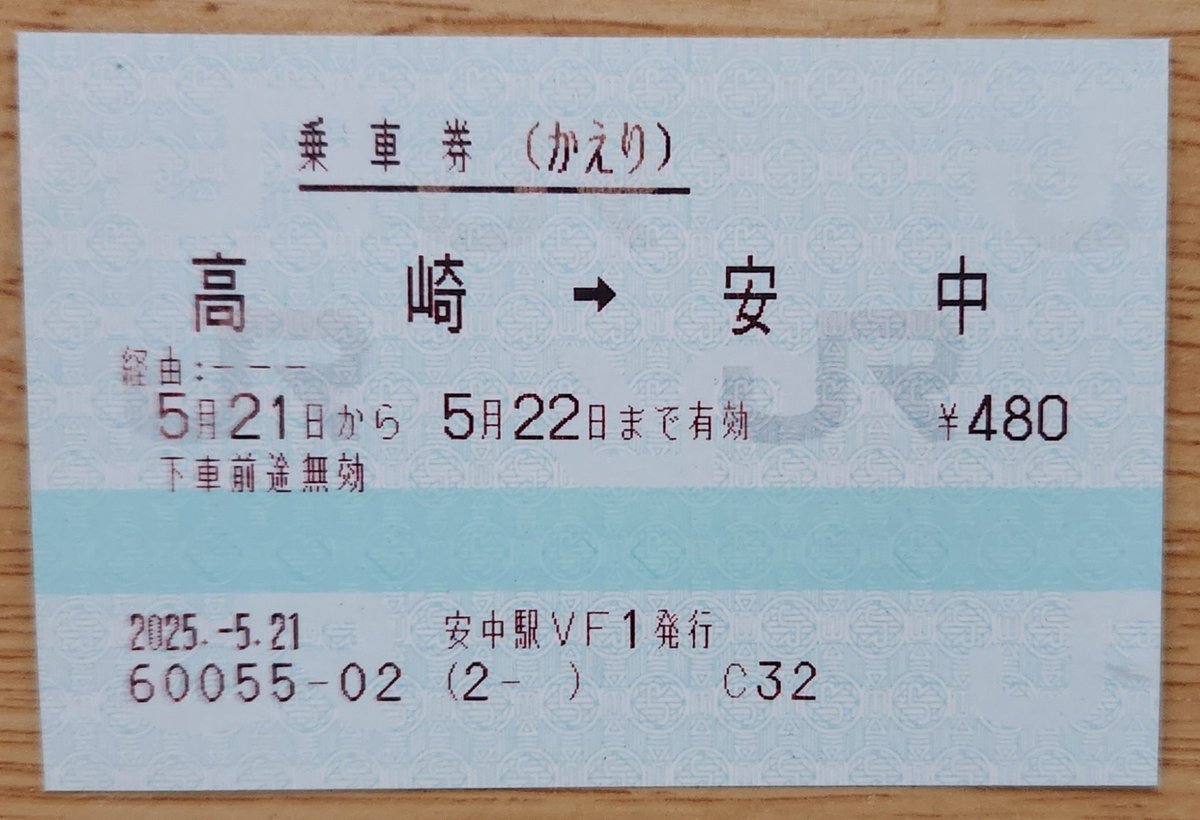 乗車券 (かえり)
高崎 → 安中
経由:---
5月21日から 5月22日まで有効 ¥480
下車前途無効
2025.-5.21 安中駅VF1発行
60055-02 (2- ) C32